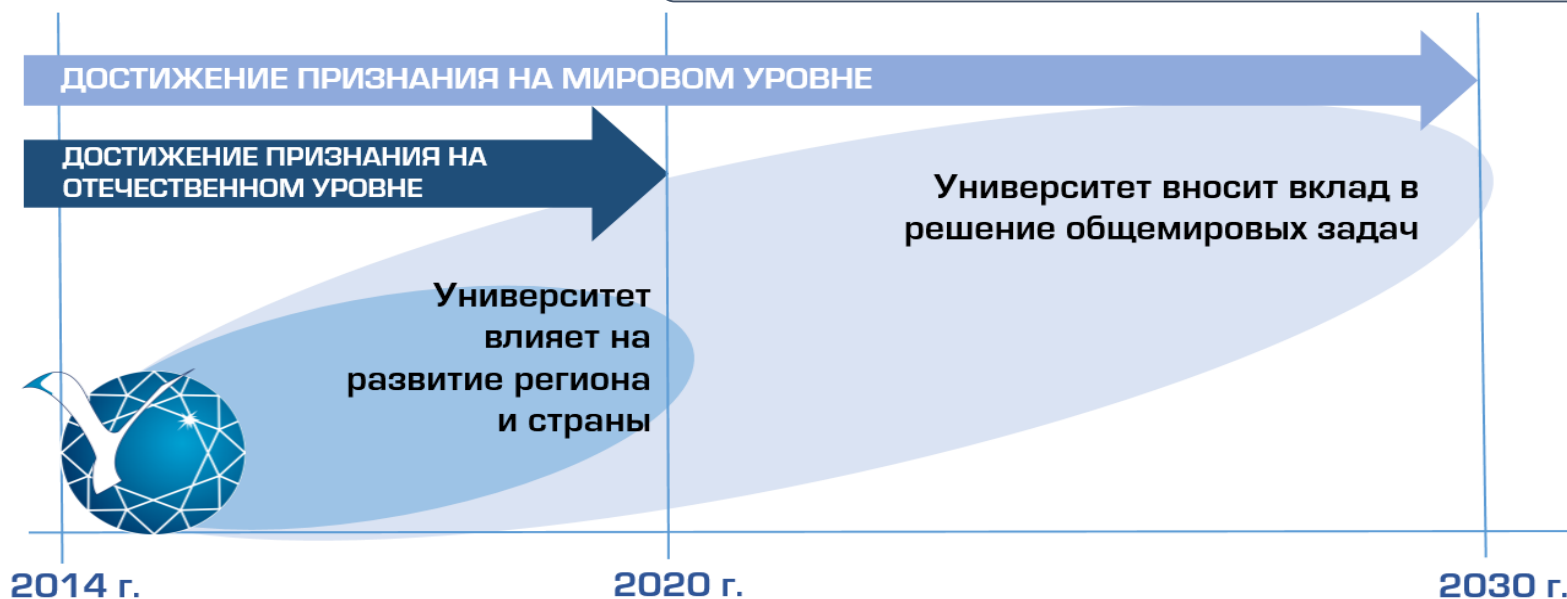 ДОСТИЖЕНИЕ ПРИЗНАНИЯ НА МИРОВОМ УРОВНЕ
ДОСТИЖЕНИЕ ПРИЗНАНИЯ НА
ОТЕЧЕСТВЕННОМ УРОВНЕ
Университет вносит вклад в
решение общемировых задач
Университет
влияет на
развитие региона
и страны
2014 г.
2020 г.
2030 г.